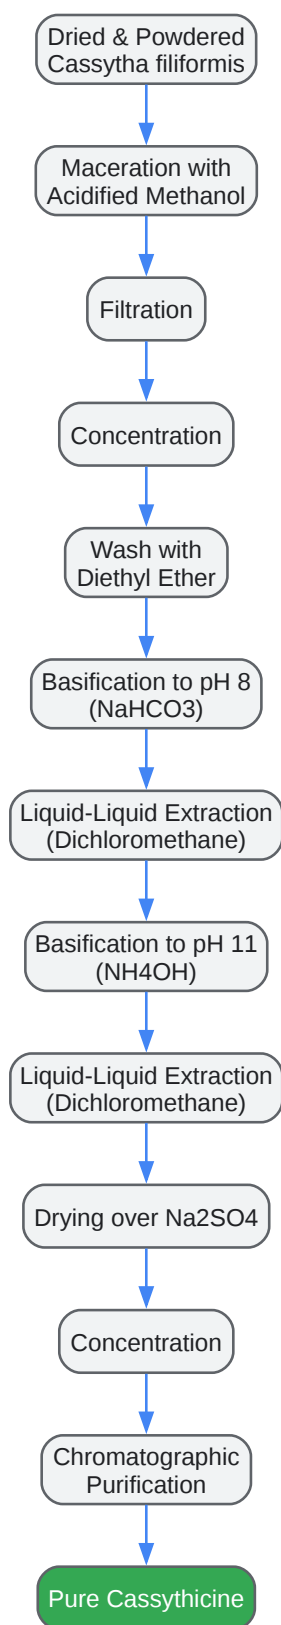 Dried & Powdered
Cassytha filiformis
Maceration with
Acidified Methanol
Filtration
Concentration
Wash with
Diethyl Ether
Basification to pH 8
(NaHCO3)
Liquid-Liquid Extraction
(Dichloromethane)
Basification to pH 11
(NH4OH)
Liquid-Liquid Extraction
(Dichloromethane)
Drying over Na2SO4
Concentration
Chromatographic
Purification
Pure Cassythicine